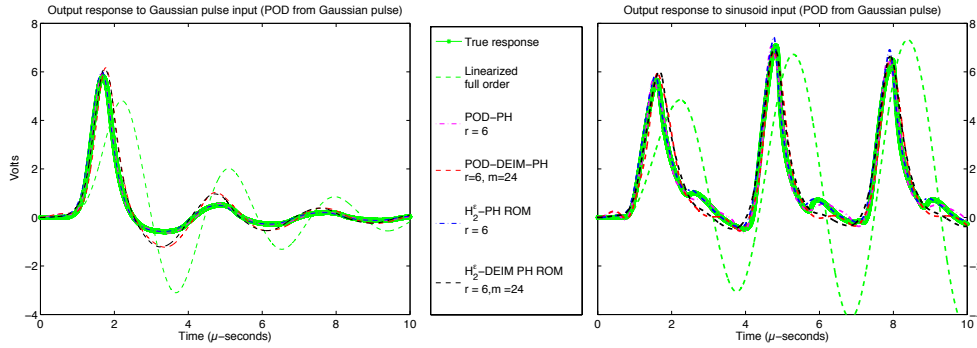 Output response to Gaussian pulse input (POD from Gaussian pulse)
8
6
4
2
0
−2
−4
Volts
0
2
4
6
8
10
Time (μ−seconds)
True response
Linearized
full order
POD−PH
r = 6
POD−DEIM−PH
r=6, m=24
H₂^ε−PH ROM
r = 6
H₂^ε−DEIM PH ROM
r = 6,m =24
Output response to sinusoid input (POD from Gaussian pulse)
8
6
4
2
0
−2
−4
0
2
4
6
8
10
Time (μ−seconds)